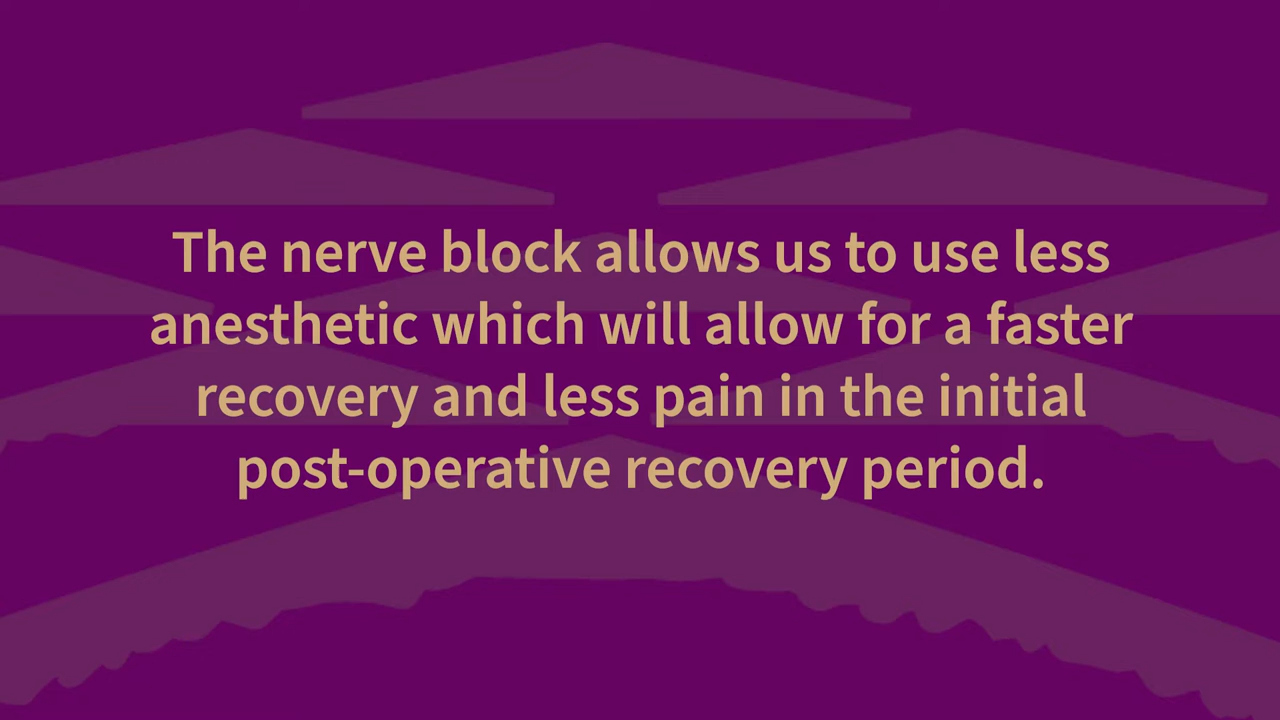 The nerve block allows us to use less
anesthetic which will allow for a faster
recovery and less pain in the initial
post-operative recovery period.